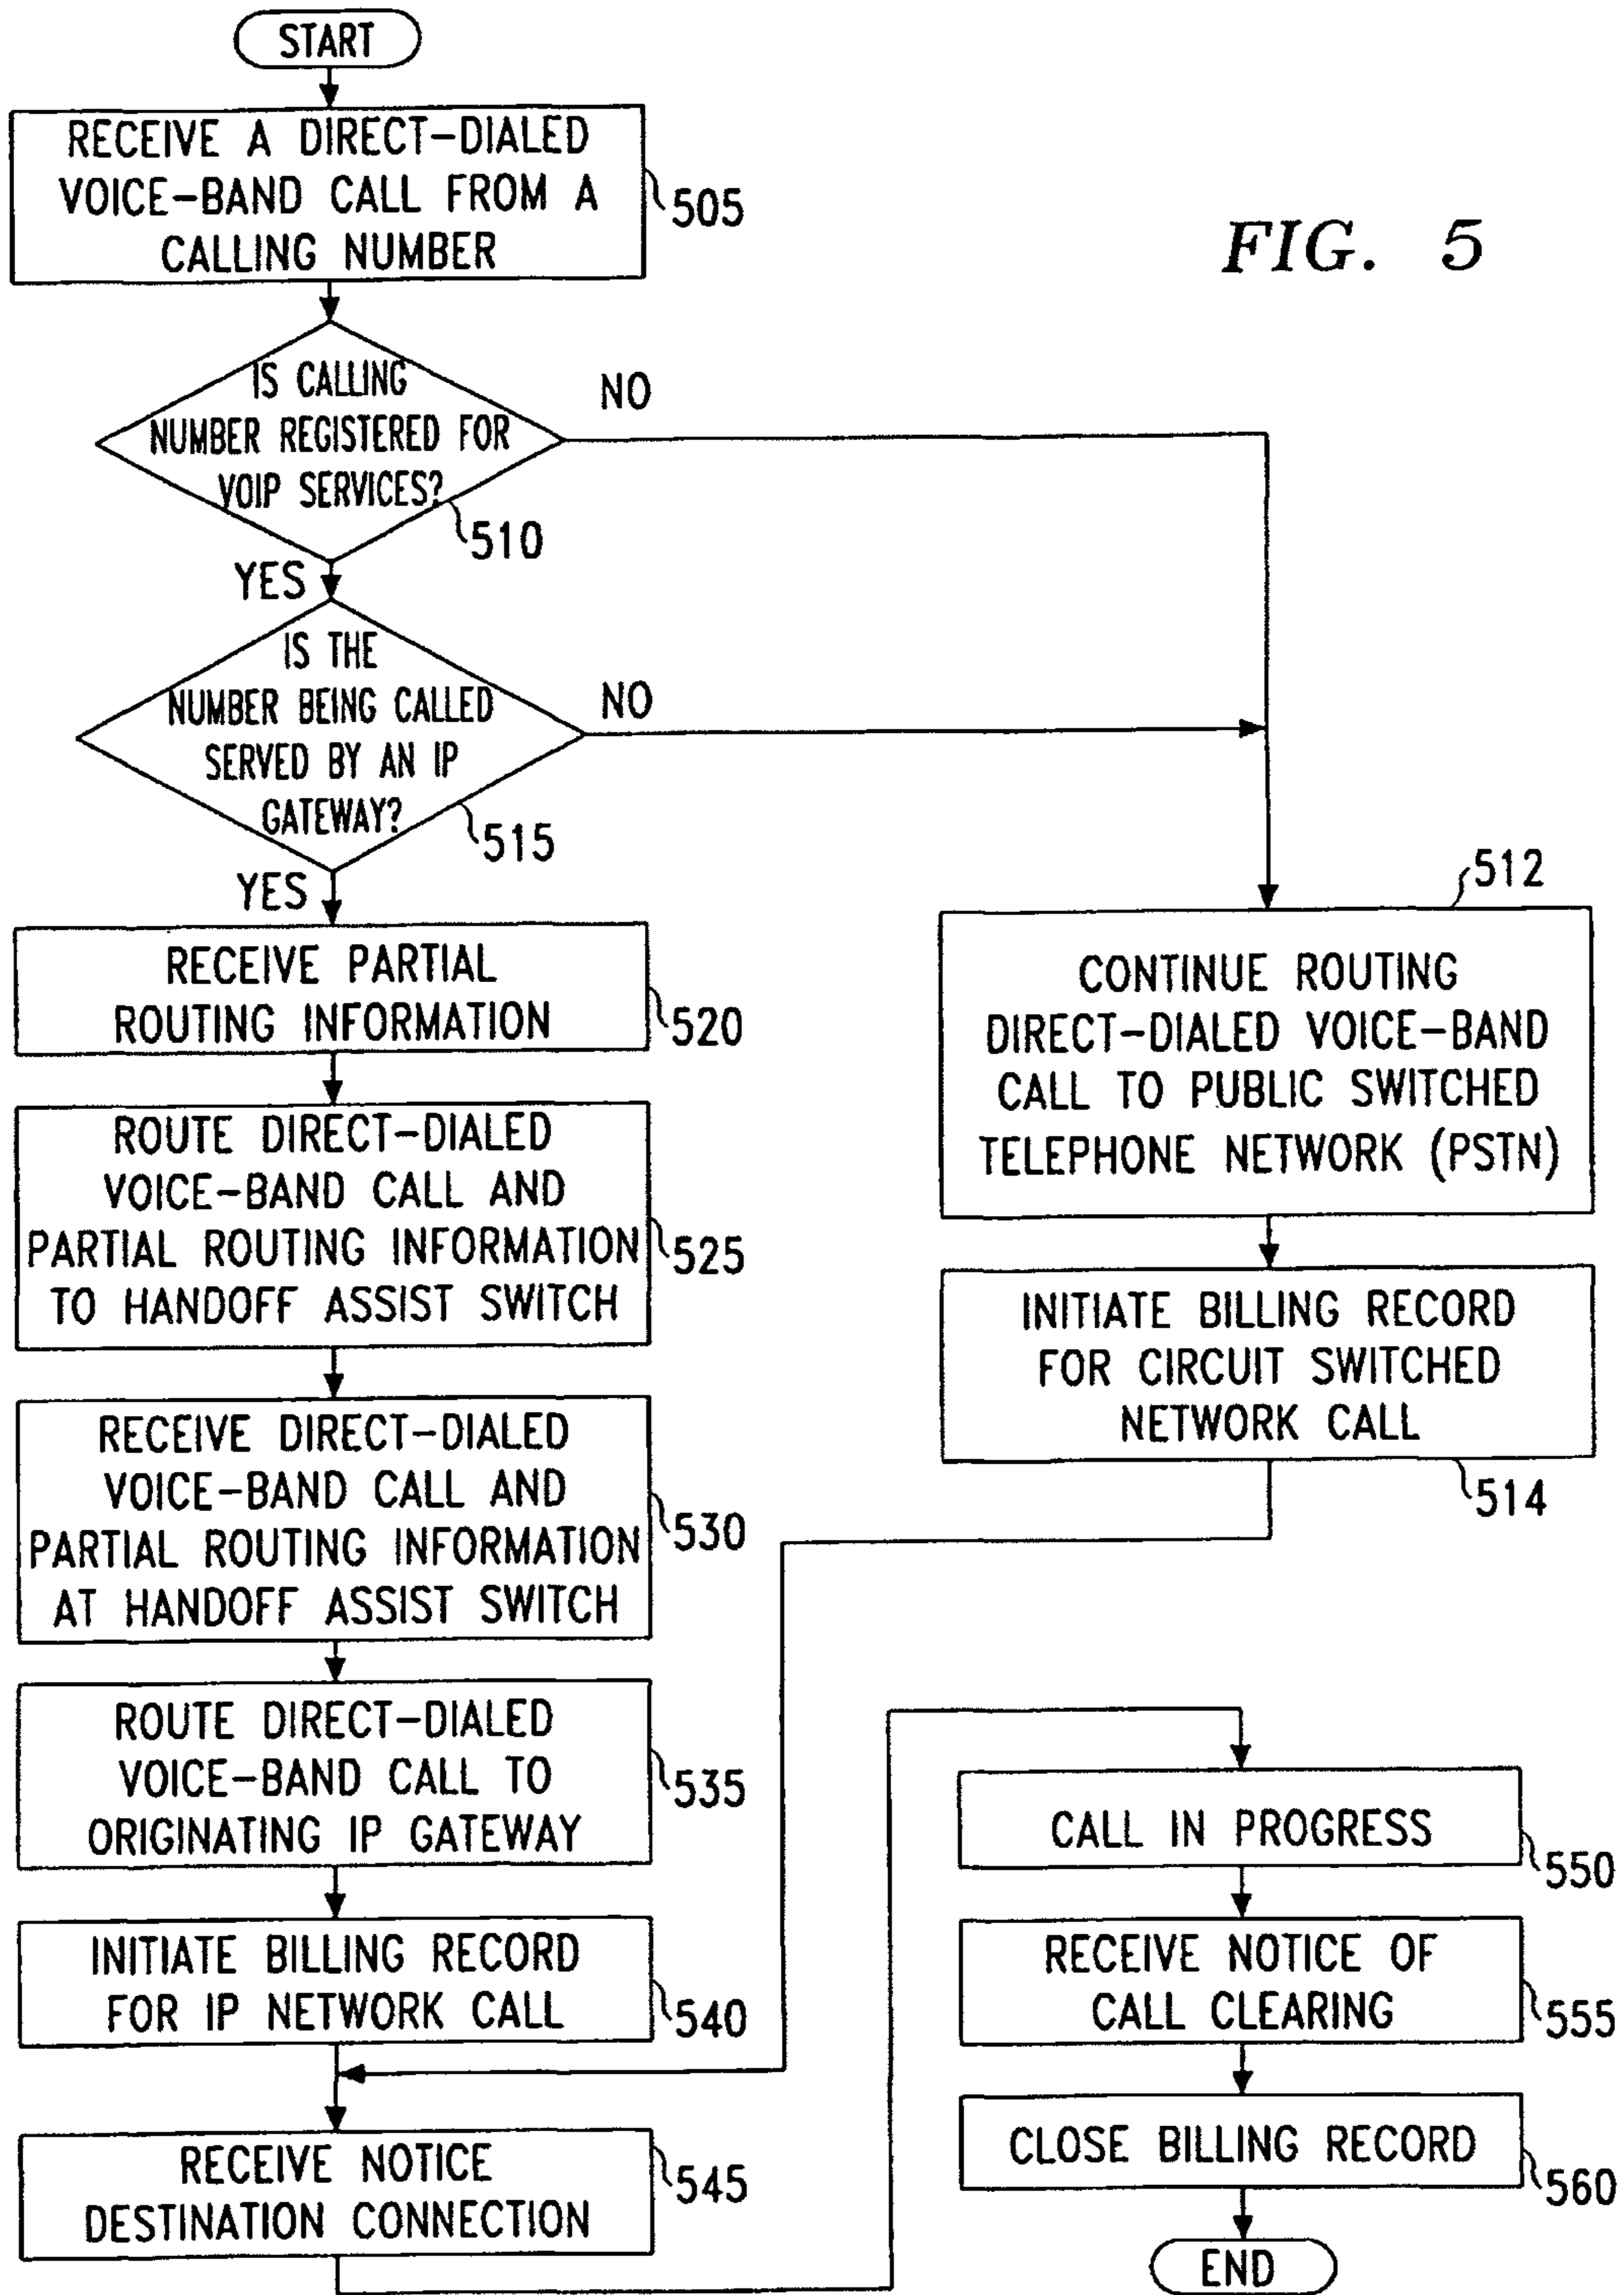 START
RECEIVE A DIRECT-DIALED
VOICE-BAND CALL FROM A
CALLING NUMBER
505
FIG. 5
IS CALLING
NUMBER REGISTERED FOR
VOIP SERVICES?
510
NO
YES
IS THE
NUMBER BEING CALLED
SERVED BY AN IP
GATEWAY?
515
NO
YES
512
CONTINUE ROUTING
DIRECT-DIALED VOICE-BAND
CALL TO PUBLIC SWITCHED
TELEPHONE NETWORK (PSTN)
INITIATE BILLING RECORD
FOR CIRCUIT SWITCHED
NETWORK CALL
514
RECEIVE PARTIAL
ROUTING INFORMATION
520
ROUTE DIRECT-DIALED
VOICE-BAND CALL AND
PARTIAL ROUTING INFORMATION
TO HANDOFF ASSIST SWITCH
525
RECEIVE DIRECT-DIALED
VOICE-BAND CALL AND
PARTIAL ROUTING INFORMATION
AT HANDOFF ASSIST SWITCH
530
ROUTE DIRECT-DIALED
VOICE-BAND CALL TO
ORIGINATING IP GATEWAY
535
INITIATE BILLING RECORD
FOR IP NETWORK CALL
540
RECEIVE NOTICE
DESTINATION CONNECTION
545
CALL IN PROGRESS
550
RECEIVE NOTICE OF
CALL CLEARING
555
CLOSE BILLING RECORD
560
END